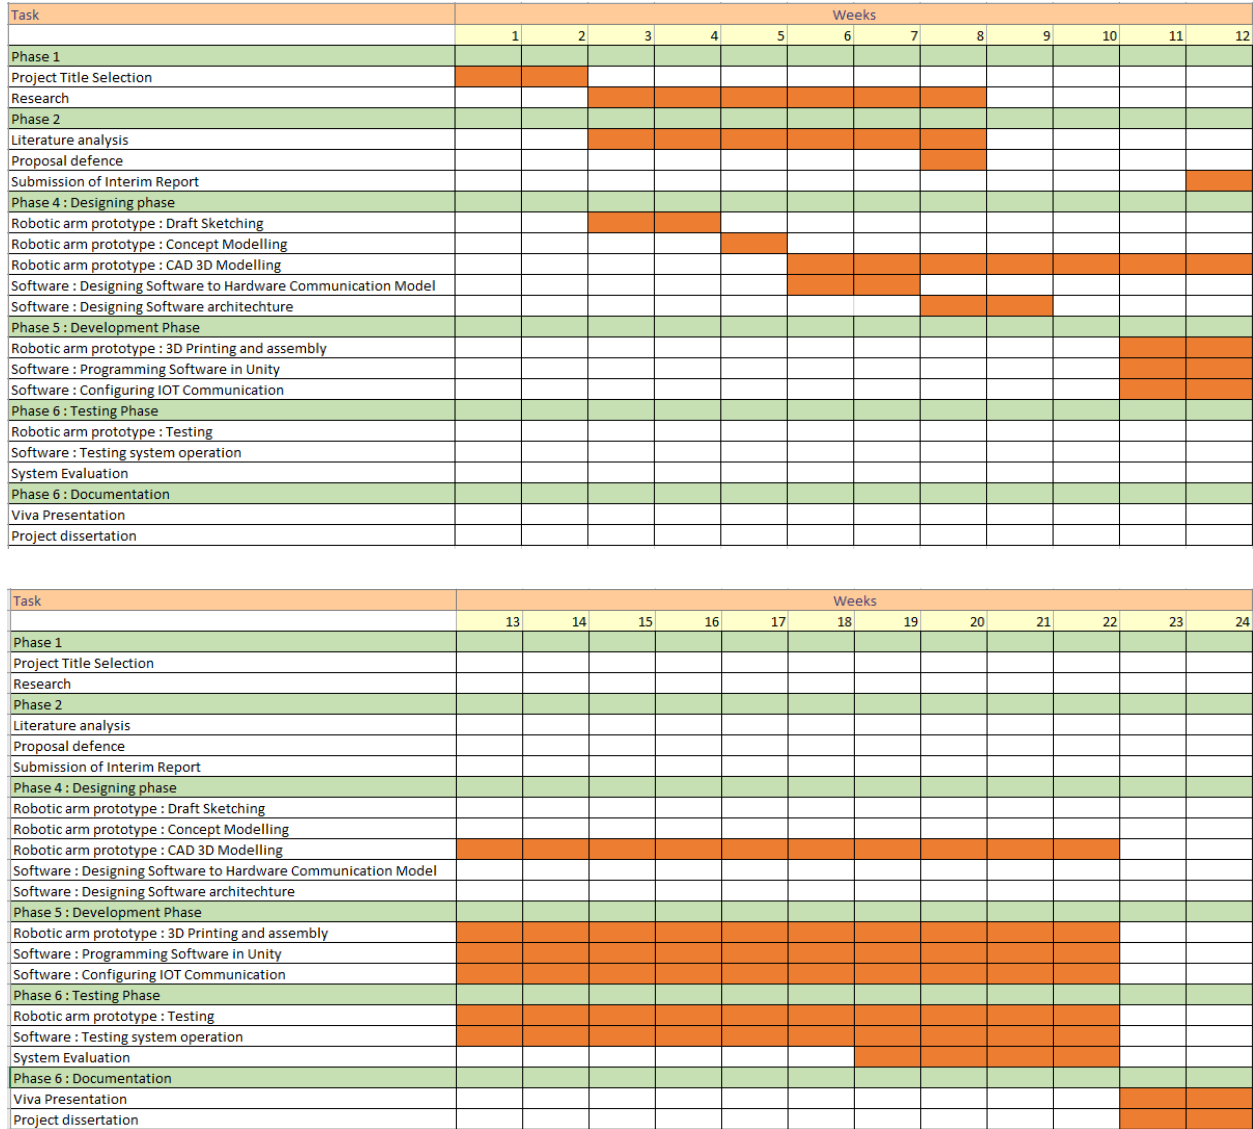 Task Weeks
1 2 3 4 5 6 7 8 9 10 11 12
Phase 1
Project Title Selection
Research
Phase 2
Literature analysis
Proposal defence
Submission of Interim Report
Phase 4 : Designing phase
Robotic arm prototype : Draft Sketching
Robotic arm prototype : Concept Modelling
Robotic arm prototype : CAD 3D Modelling
Software : Designing Software to Hardware Communication Model
Software : Designing Software architechture
Phase 5 : Development Phase
Robotic arm prototype : 3D Printing and assembly
Software : Programming Software in Unity
Software : Configuring IOT Communication
Phase 6 : Testing Phase
Robotic arm prototype : Testing
Software : Testing system operation
System Evaluation
Phase 6 : Documentation
Viva Presentation
Project dissertation
Task Weeks
13 14 15 16 17 18 19 20 21 22 23 24
Phase 1
Project Title Selection
Research
Phase 2
Literature analysis
Proposal defence
Submission of Interim Report
Phase 4 : Designing phase
Robotic arm prototype : Draft Sketching
Robotic arm prototype : Concept Modelling
Robotic arm prototype : CAD 3D Modelling
Software : Designing Software to Hardware Communication Model
Software : Designing Software architechture
Phase 5 : Development Phase
Robotic arm prototype : 3D Printing and assembly
Software : Programming Software in Unity
Software : Configuring IOT Communication
Phase 6 : Testing Phase
Robotic arm prototype : Testing
Software : Testing system operation
System Evaluation
Phase 6 : Documentation
Viva Presentation
Project dissertation